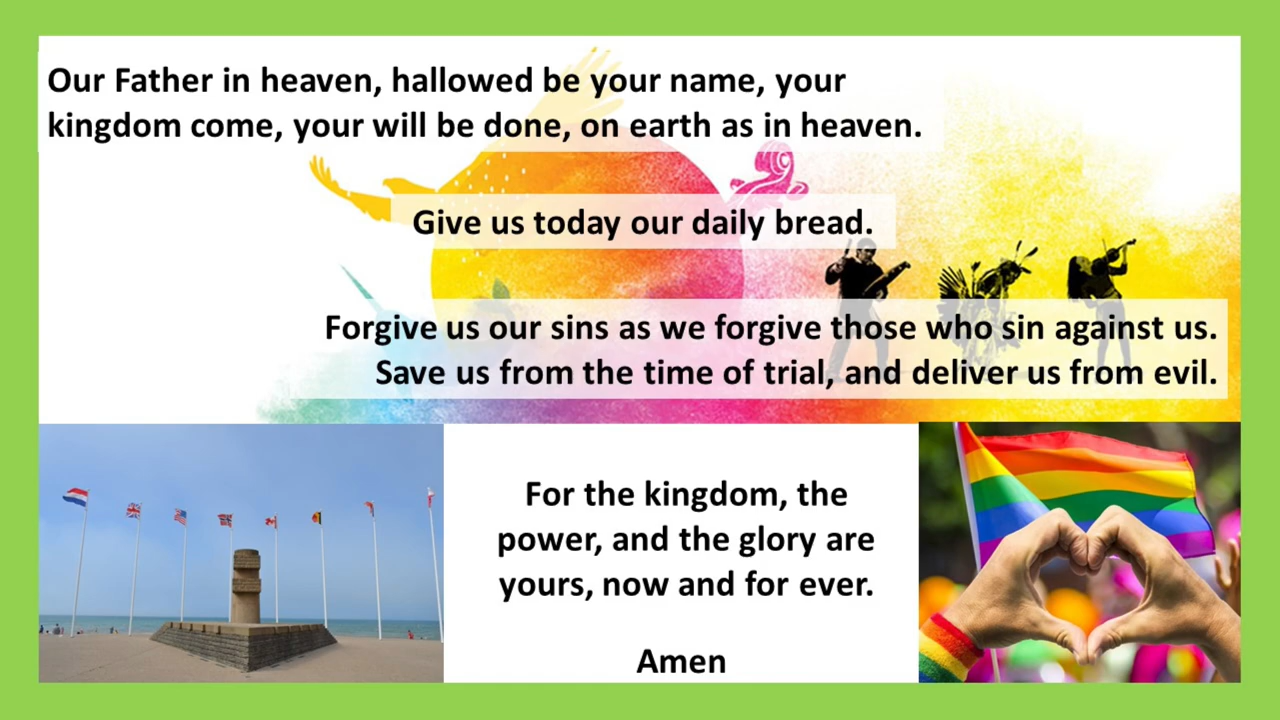 Our Father in heaven, hallowed be your name, your
kingdom come, your will be done, on earth as in heaven.
Give us today our daily bread.
Forgive us our sins as we forgive those who sin against us.
Save us from the time of trial, and deliver us from evil.
For the kingdom, the
power, and the glory are
yours, now and for ever.
Amen